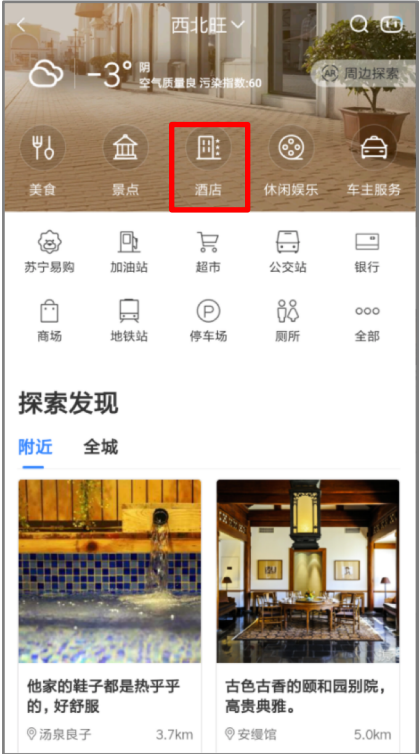 西北旺
-3° 阴
空气质量良 污染指数:60
AR 周边探索
美食 景点 酒店 休闲娱乐 车主服务
苏宁易购 加油站 超市 公交站 银行
P
商场 地铁站 停车场 厕所 全部
探索发现
附近 全城
他家的鞋子都是热乎乎
的，好舒服
汤泉良子 3.7km
古色古香的颐和园别院，
高贵典雅。
安缦馆 5.0km